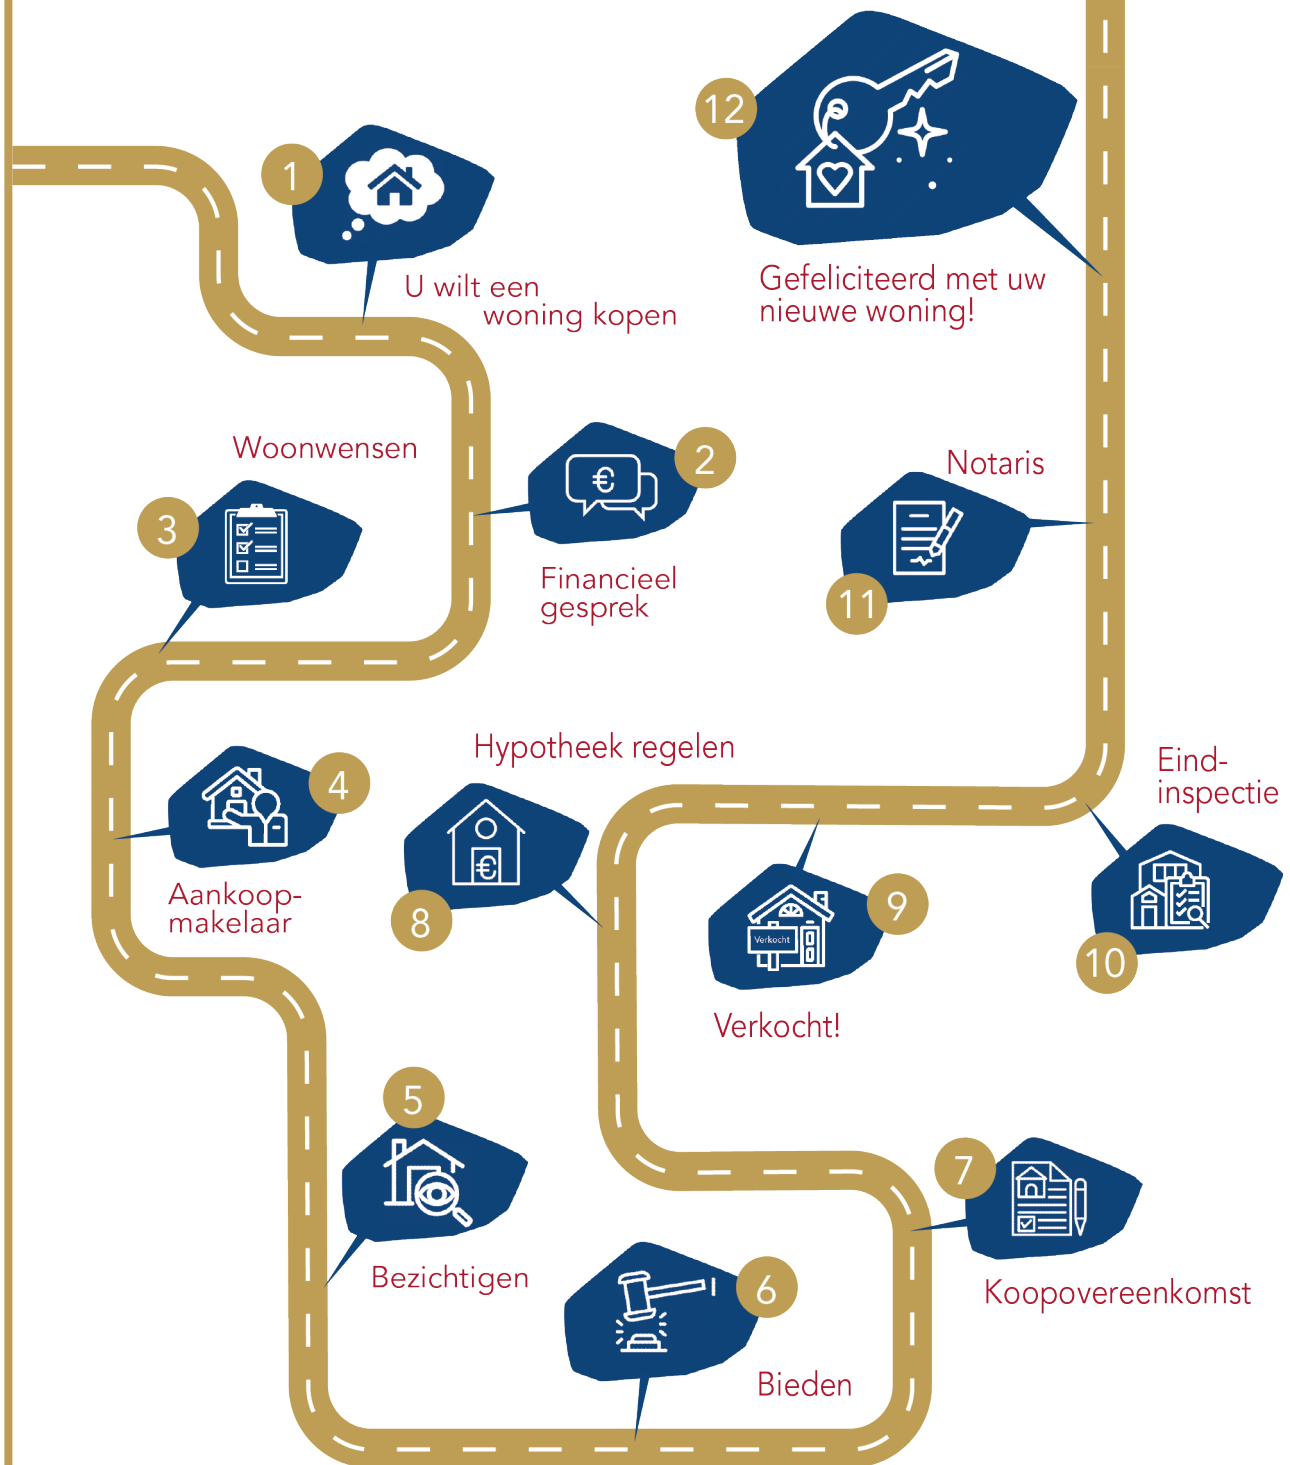 1
U wilt een
woning kopen
2
Financieel
gesprek
3
Woonwensen
4
Aankoop-
makelaar
5
Bezichtigen
6
Bieden
7
Koopovereenkomst
8
Hypotheek regelen
€
9
Verkocht
Verkocht!
10
Eind-
inspectie
11
Notaris
12
Gefeliciteerd met uw
nieuwe woning!
€